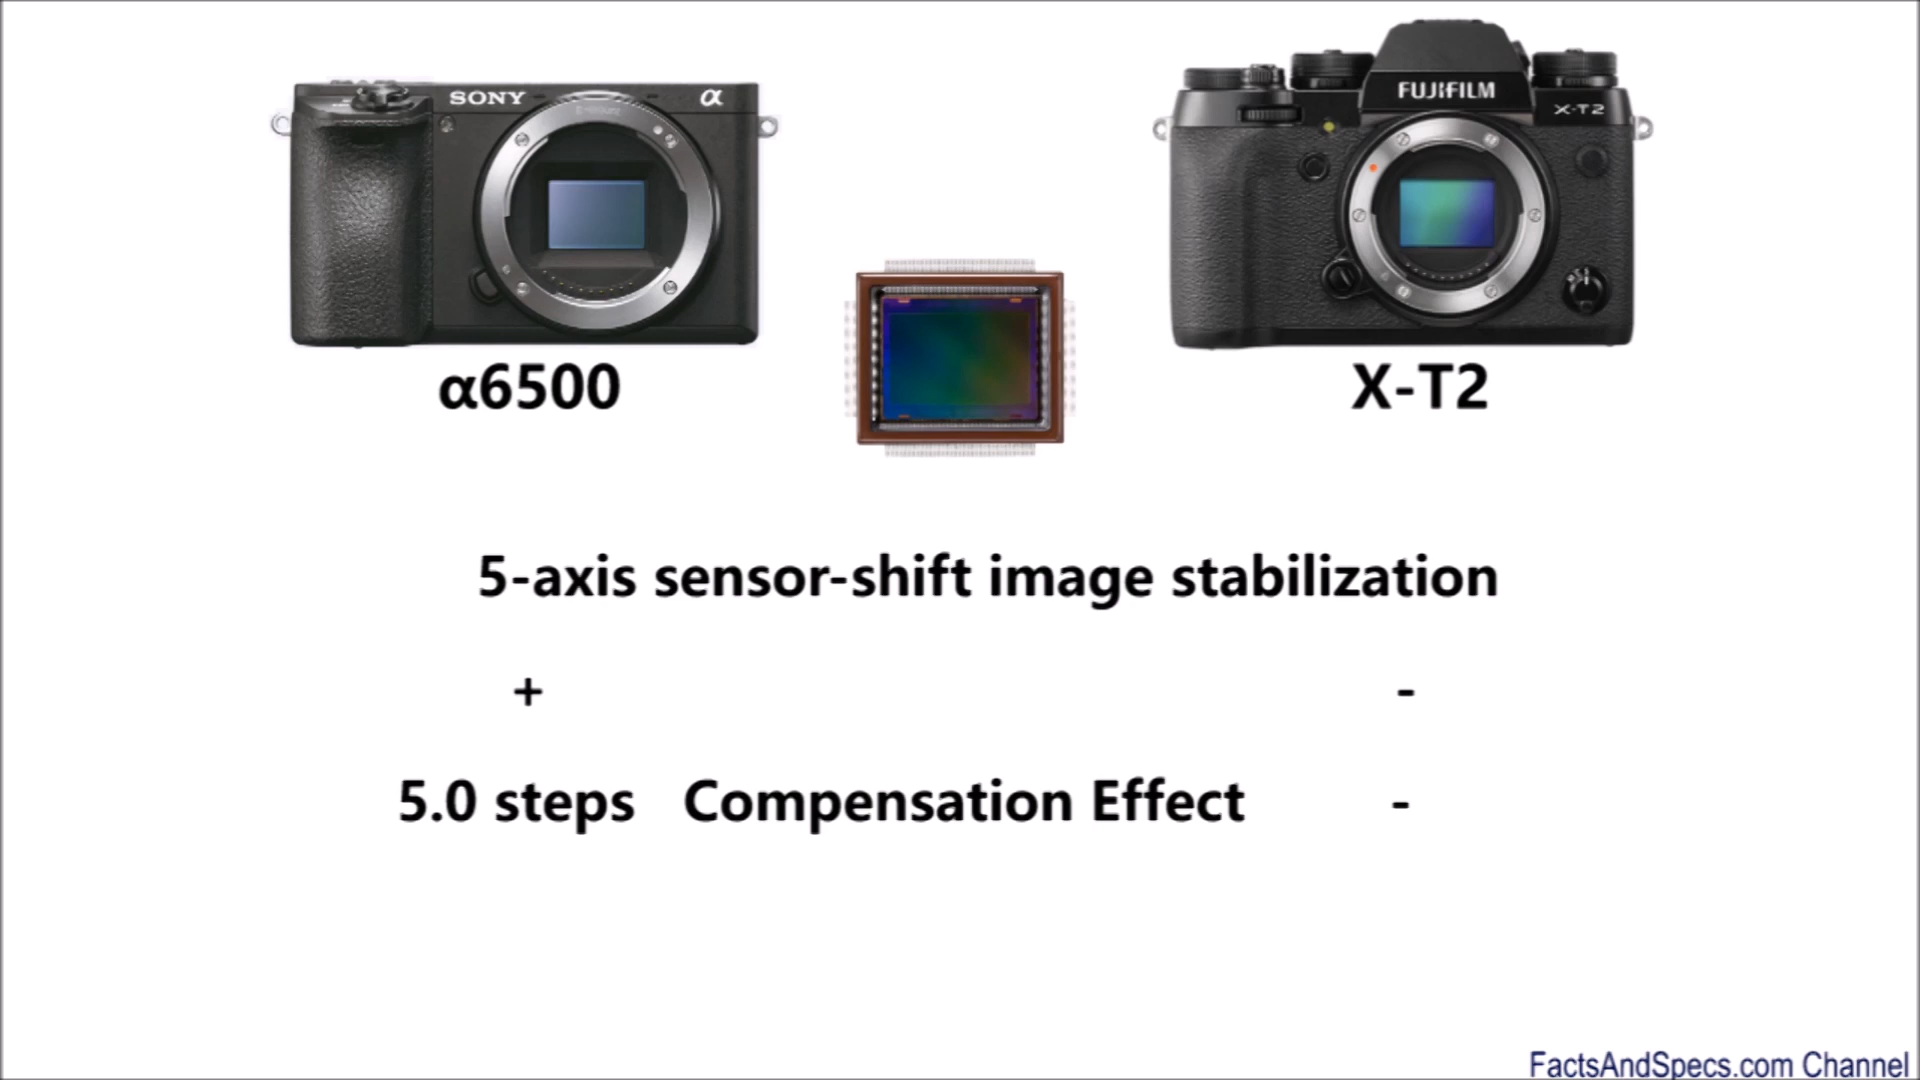 SONY α
FUJIFILM
X-T2
α6500
X-T2
5-axis sensor-shift image stabilization
+ -
5.0 steps Compensation Effect -
FactsAndSpecs.com Channel